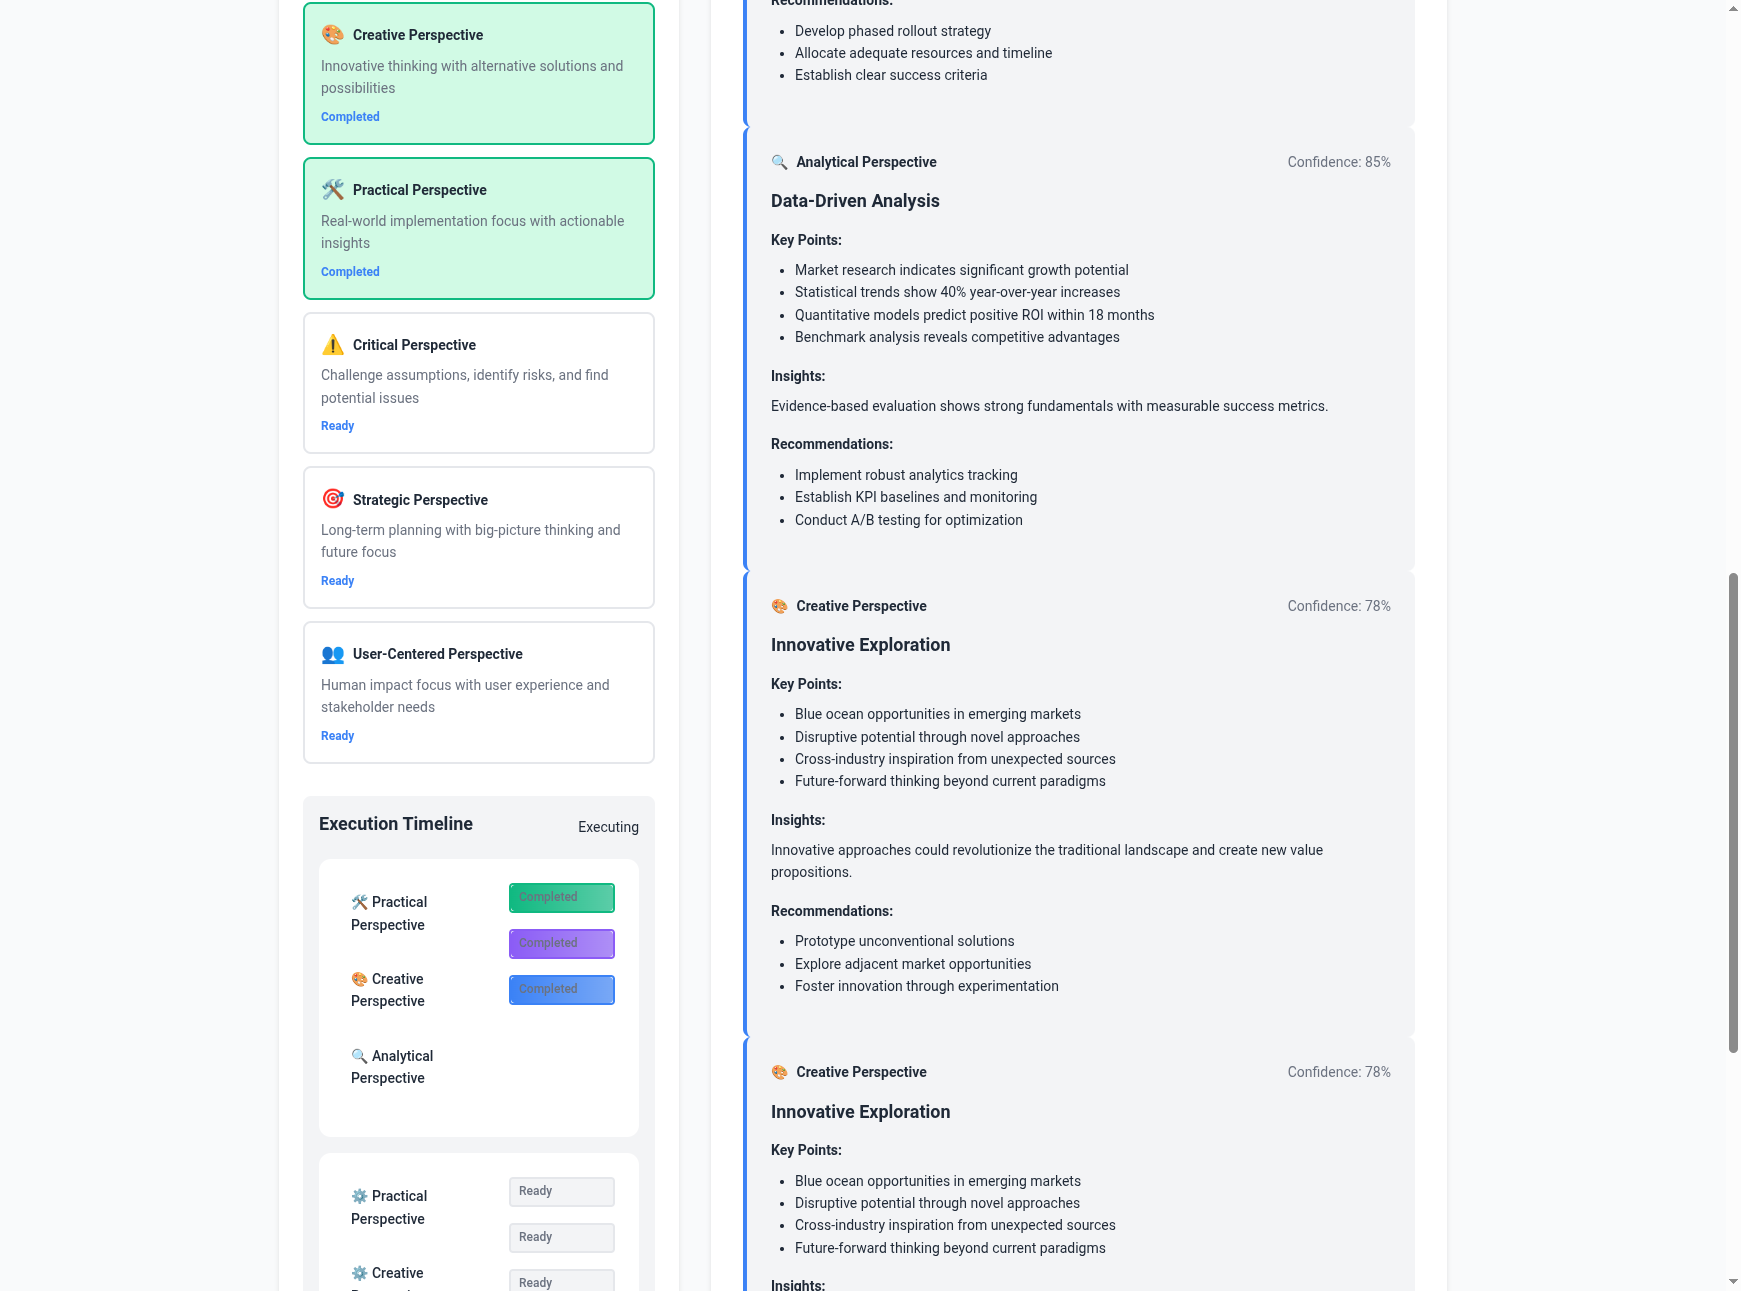 Creative Perspective
Innovative thinking with alternative solutions and
possibilities
Completed
Practical Perspective
Real-world implementation focus with actionable
insights
Completed
Critical Perspective
Challenge assumptions, identify risks, and find
potential issues
Ready
Strategic Perspective
Long-term planning with big-picture thinking and
future focus
Ready
User-Centered Perspective
Human impact focus with user experience and
stakeholder needs
Ready
Execution Timeline
Executing
Practical
Perspective
Completed
Completed
Creative
Perspective
Completed
Analytical
Perspective
Practical
Perspective
Ready
Ready
Creative
Ready
Recommendations:
Develop phased rollout strategy
Allocate adequate resources and timeline
Establish clear success criteria
Analytical Perspective
Confidence: 85%
Data-Driven Analysis
Key Points:
Market research indicates significant growth potential
Statistical trends show 40% year-over-year increases
Quantitative models predict positive ROI within 18 months
Benchmark analysis reveals competitive advantages
Insights:
Evidence-based evaluation shows strong fundamentals with measurable success metrics.
Recommendations:
Implement robust analytics tracking
Establish KPI baselines and monitoring
Conduct A/B testing for optimization
Creative Perspective
Confidence: 78%
Innovative Exploration
Key Points:
Blue ocean opportunities in emerging markets
Disruptive potential through novel approaches
Cross-industry inspiration from unexpected sources
Future-forward thinking beyond current paradigms
Insights:
Innovative approaches could revolutionize the traditional landscape and create new value
propositions.
Recommendations:
Prototype unconventional solutions
Explore adjacent market opportunities
Foster innovation through experimentation
Creative Perspective
Confidence: 78%
Innovative Exploration
Key Points:
Blue ocean opportunities in emerging markets
Disruptive potential through novel approaches
Cross-industry inspiration from unexpected sources
Future-forward thinking beyond current paradigms
Insights: